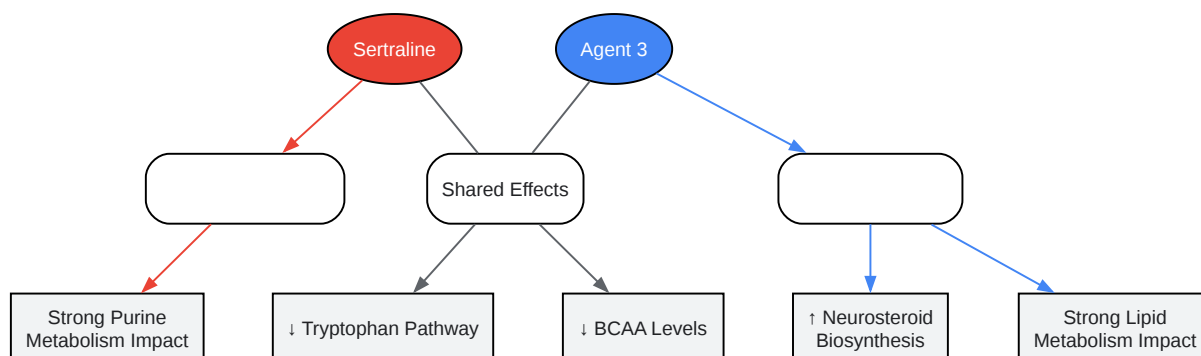 Sertraline
Agent 3
Shared Effects
Strong Purine
Metabolism Impact
↓ Tryptophan Pathway
↓ BCAA Levels
↑ Neurosteroid
Biosynthesis
Strong Lipid
Metabolism Impact